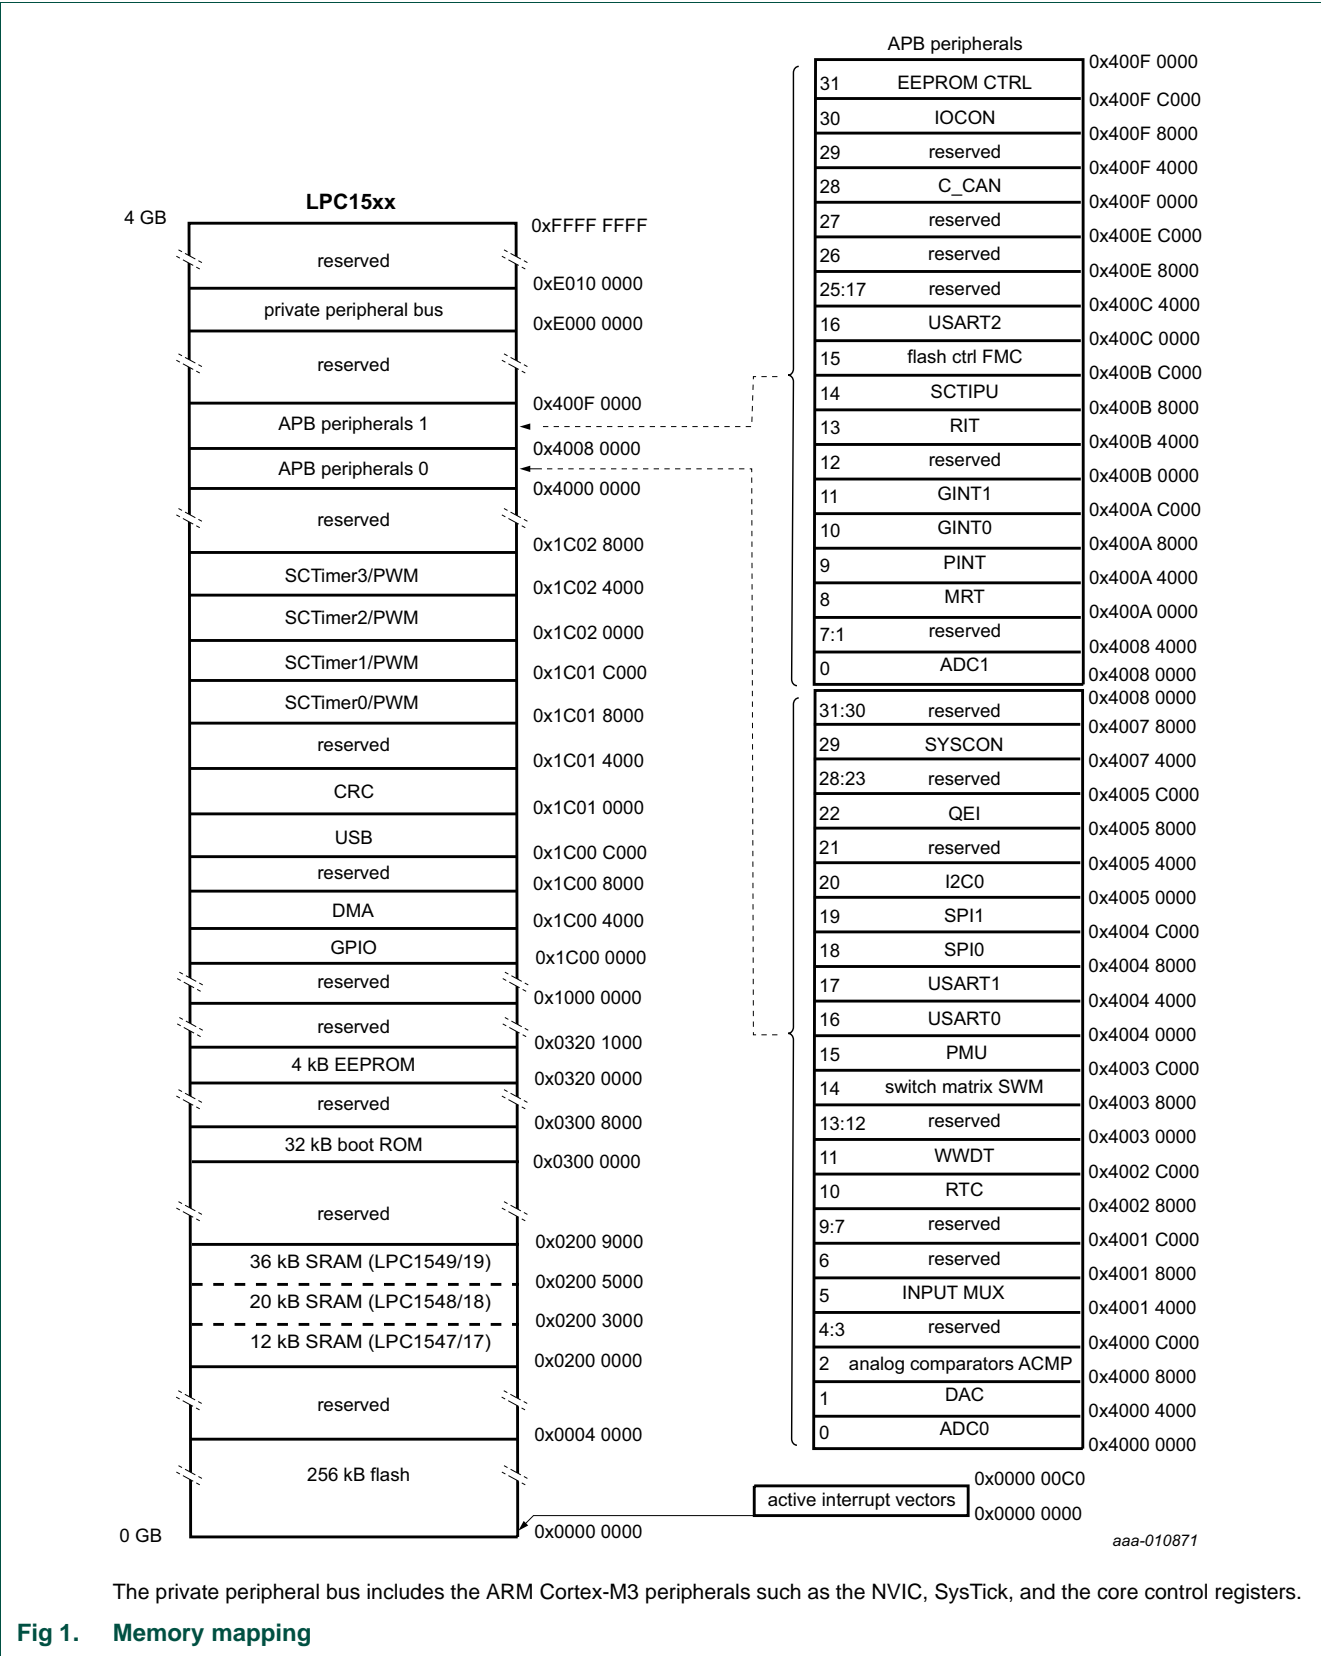 APB peripherals
0x400F 0000
31 EEPROM CTRL
0x400F C000
30 IOCON
0x400F 8000
29 reserved
0x400F 4000
28 C_CAN
0x400F 0000
27 reserved
0x400E C000
26 reserved
0x400E 8000
25:17 reserved
0x400C 4000
16 USART2
0x400C 0000
15 flash ctrl FMC
0x400B C000
14 SCTIPU
0x400B 8000
13 RIT
0x400B 4000
12 reserved
0x400B 0000
11 GINT1
0x400A C000
10 GINT0
0x400A 8000
9 PINT
0x400A 4000
8 MRT
0x400A 0000
7:1 reserved
0x4008 4000
0 ADC1
0x4008 0000
0x4008 0000
31:30 reserved
0x4007 8000
29 SYSCON
0x4007 4000
28:23 reserved
0x4005 C000
22 QEI
0x4005 8000
21 reserved
0x4005 4000
20 I2C0
0x4005 0000
19 SPI1
0x4004 C000
18 SPI0
0x4004 8000
17 USART1
0x4004 4000
16 USART0
0x4004 0000
15 PMU
0x4003 C000
14 switch matrix SWM
0x4003 8000
13:12 reserved
0x4003 0000
11 WWDT
0x4002 C000
10 RTC
0x4002 8000
9:7 reserved
0x4001 C000
6 reserved
0x4001 8000
5 INPUT MUX
0x4001 4000
4:3 reserved
0x4000 C000
2 analog comparators ACMP
0x4000 8000
1 DAC
0x4000 4000
0 ADC0
0x4000 0000
LPC15xx
4 GB
0xFFFF FFFF
reserved
0xE010 0000
private peripheral bus
0xE000 0000
reserved
0x400F 0000
APB peripherals 1
0x4008 0000
APB peripherals 0
0x4000 0000
reserved
0x1C02 8000
SCTimer3/PWM
0x1C02 4000
SCTimer2/PWM
0x1C02 0000
SCTimer1/PWM
0x1C01 C000
SCTimer0/PWM
0x1C01 8000
reserved
0x1C01 4000
CRC
0x1C01 0000
USB
0x1C00 C000
reserved
0x1C00 8000
DMA
0x1C00 4000
GPIO
0x1C00 0000
reserved
0x1000 0000
reserved
0x0320 1000
4 kB EEPROM
0x0320 0000
reserved
0x0300 8000
32 kB boot ROM
0x0300 0000
reserved
0x0200 9000
36 kB SRAM (LPC1549/19)
0x0200 5000
20 kB SRAM (LPC1548/18)
0x0200 3000
12 kB SRAM (LPC1547/17)
0x0200 0000
reserved
0x0004 0000
256 kB flash
0 GB
0x0000 0000
0x0000 00C0
active interrupt vectors
0x0000 0000
aaa-010871
The private peripheral bus includes the ARM Cortex-M3 peripherals such as the NVIC, SysTick, and the core control registers.
Fig 1. Memory mapping